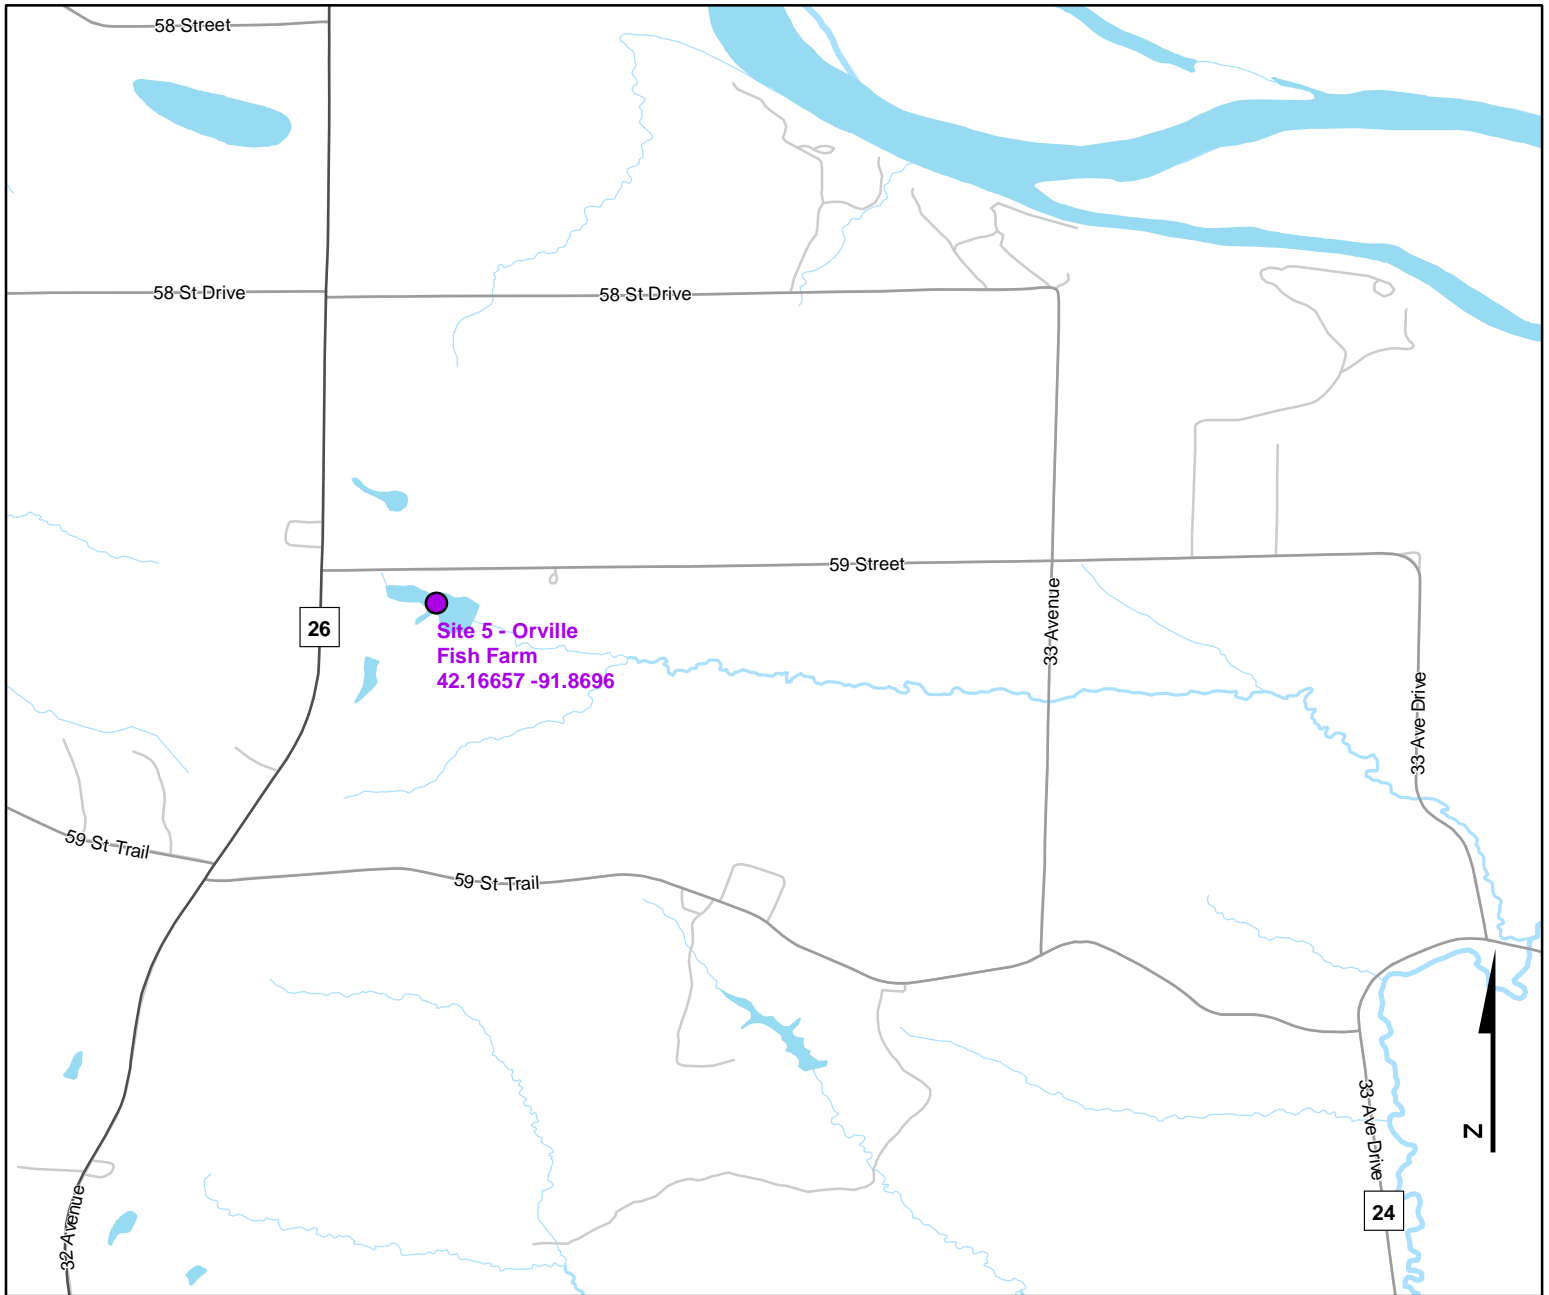 58 Street
58 St Drive
58 St Drive
59 Street
33 Avenue
26
Site 5 - Orville
Fish Farm
42.16657 -91.8696
33 Ave Drive
59 St Trail
59 St Trail
33 Ave Drive
N
32 Avenue
24